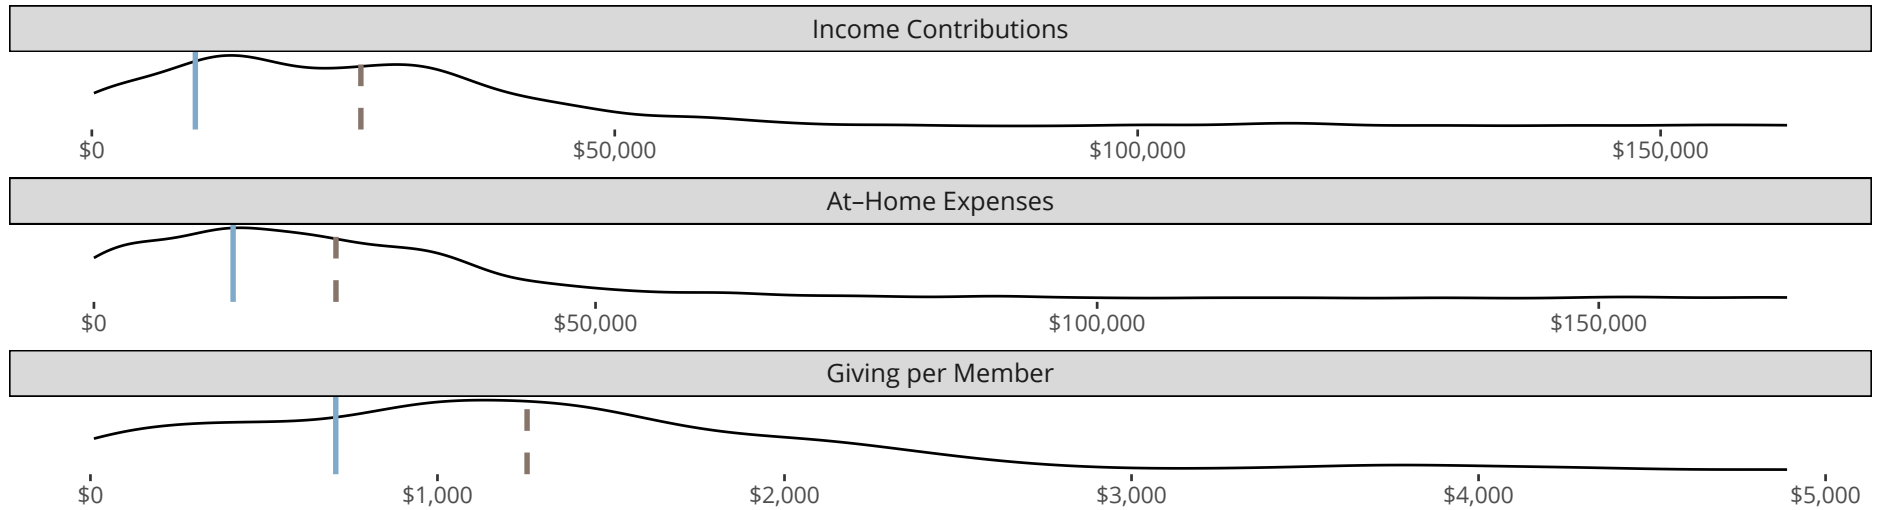 Income Contributions
$0 $50,000 $100,000 $150,000
At–Home Expenses
$0 $50,000 $100,000 $150,000
Giving per Member
$0 $1,000 $2,000 $3,000 $4,000 $5,000